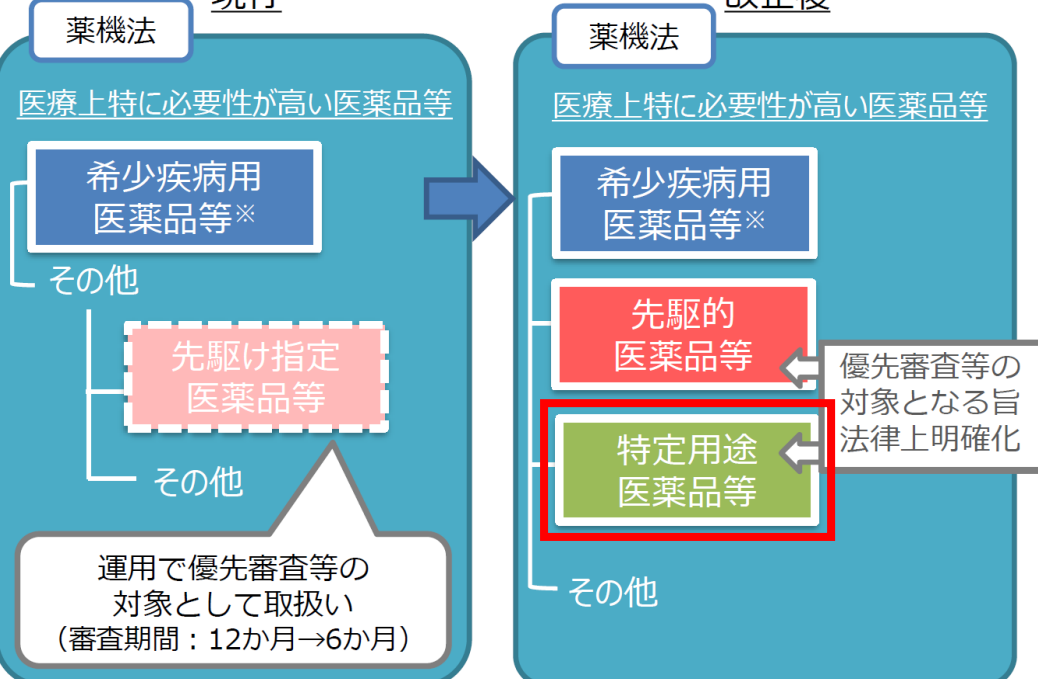 現行
薬機法
医療上特に必要性が高い医薬品等
希少疾病用
医薬品等※
その他
先駆け指定
医薬品等
その他
運用で優先審査等の
対象として取扱い
（審査期間：12か月→6か月）
改正後
薬機法
医療上特に必要性が高い医薬品等
希少疾病用
医薬品等※
先駆的
医薬品等
優先審査等の
対象となる旨
法律上明確化
特定用途
医薬品等
その他